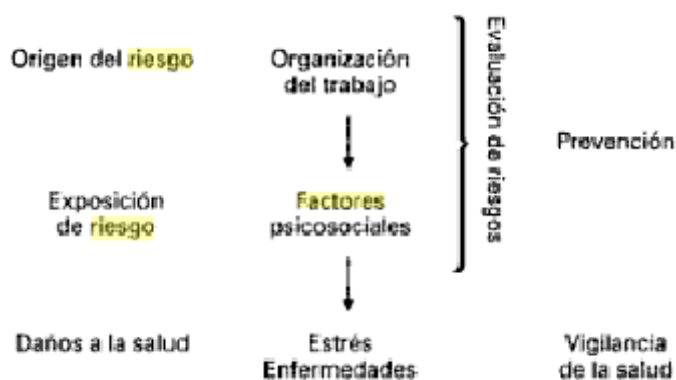 Origen del riesgo
Organización
del trabajo
Evaluación de riesgos
Prevención
Exposición
de riesgo
Factores
psicosociales
Daños a la salud
Estrés
Enfermedades
Vigilancia
de la salud